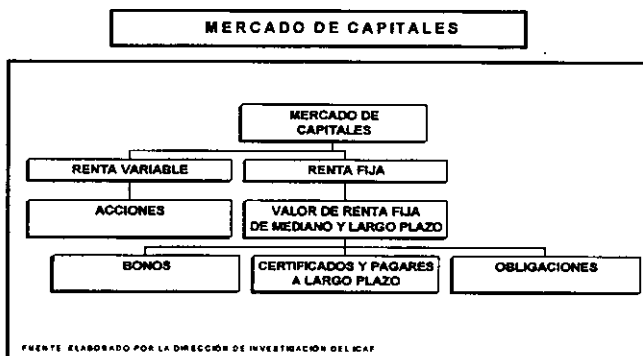 MERCADO DE CAPITALES
MERCADO DE
CAPITALES
RENTA VARIABLE
RENTA FIJA
ACCIONES
VALOR DE RENTA FIJA
DE MEDIANO Y LARGO PLAZO
BONOS
CERTIFICADOS Y PAGARES
A LARGO PLAZO
OBLIGACIONES
FUENTE ELABORADO POR LA DIRECCIÓN DE INVESTIGACIÓN DEL ICAF